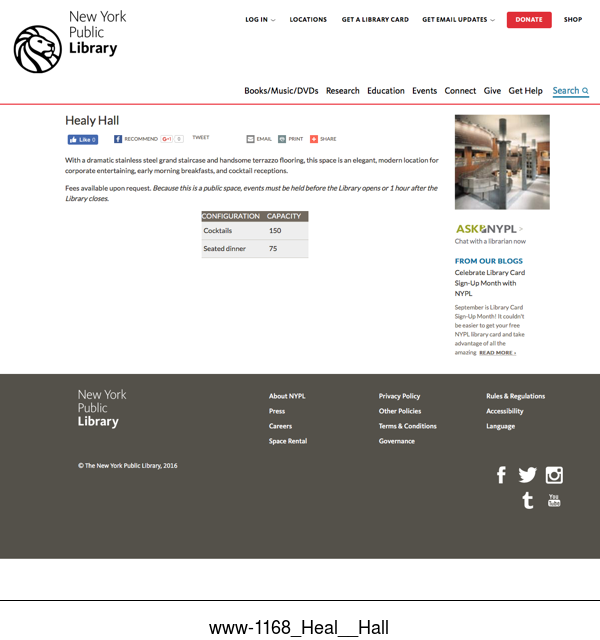 New York
Public
Library
LOG IN
LOCATIONS
GET A LIBRARY CARD
GET EMAIL UPDATES
DONATE
SHOP
Books/Music/DVDs Research Education Events Connect Give Get Help Search
Healy Hall
Like 0
RECOMMEND
G+1 0
TWEET
EMAIL
PRINT
SHARE
With a dramatic stainless steel grand staircase and handsome terrazzo flooring, this space is an elegant, modern location for
corporate entertaining, early morning breakfasts, and cocktail receptions.
Fees available upon request. Because this is a public space, events must be held before the Library opens or 1 hour after the
Library closes.
CONFIGURATION CAPACITY
Cocktails 150
Seated dinner 75
ASK NYPL >
Chat with a librarian now
FROM OUR BLOGS
Celebrate Library Card
Sign-Up Month with
NYPL
September is Library Card
Sign-Up Month! It couldn't
be easier to get your free
NYPL library card and take
advantage of all the
amazing READ MORE ›
New York
Public
Library
About NYPL
Press
Careers
Space Rental
Privacy Policy
Other Policies
Terms & Conditions
Governance
Rules & Regulations
Accessibility
Language
© The New York Public Library, 2016
You
Tube
www-1168_Heal__Hall